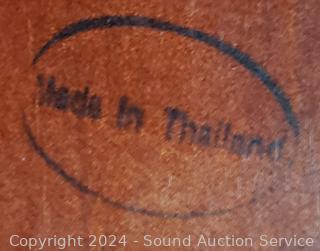 Made In Thailand.
Copyright 2024 - Sound Auction Service